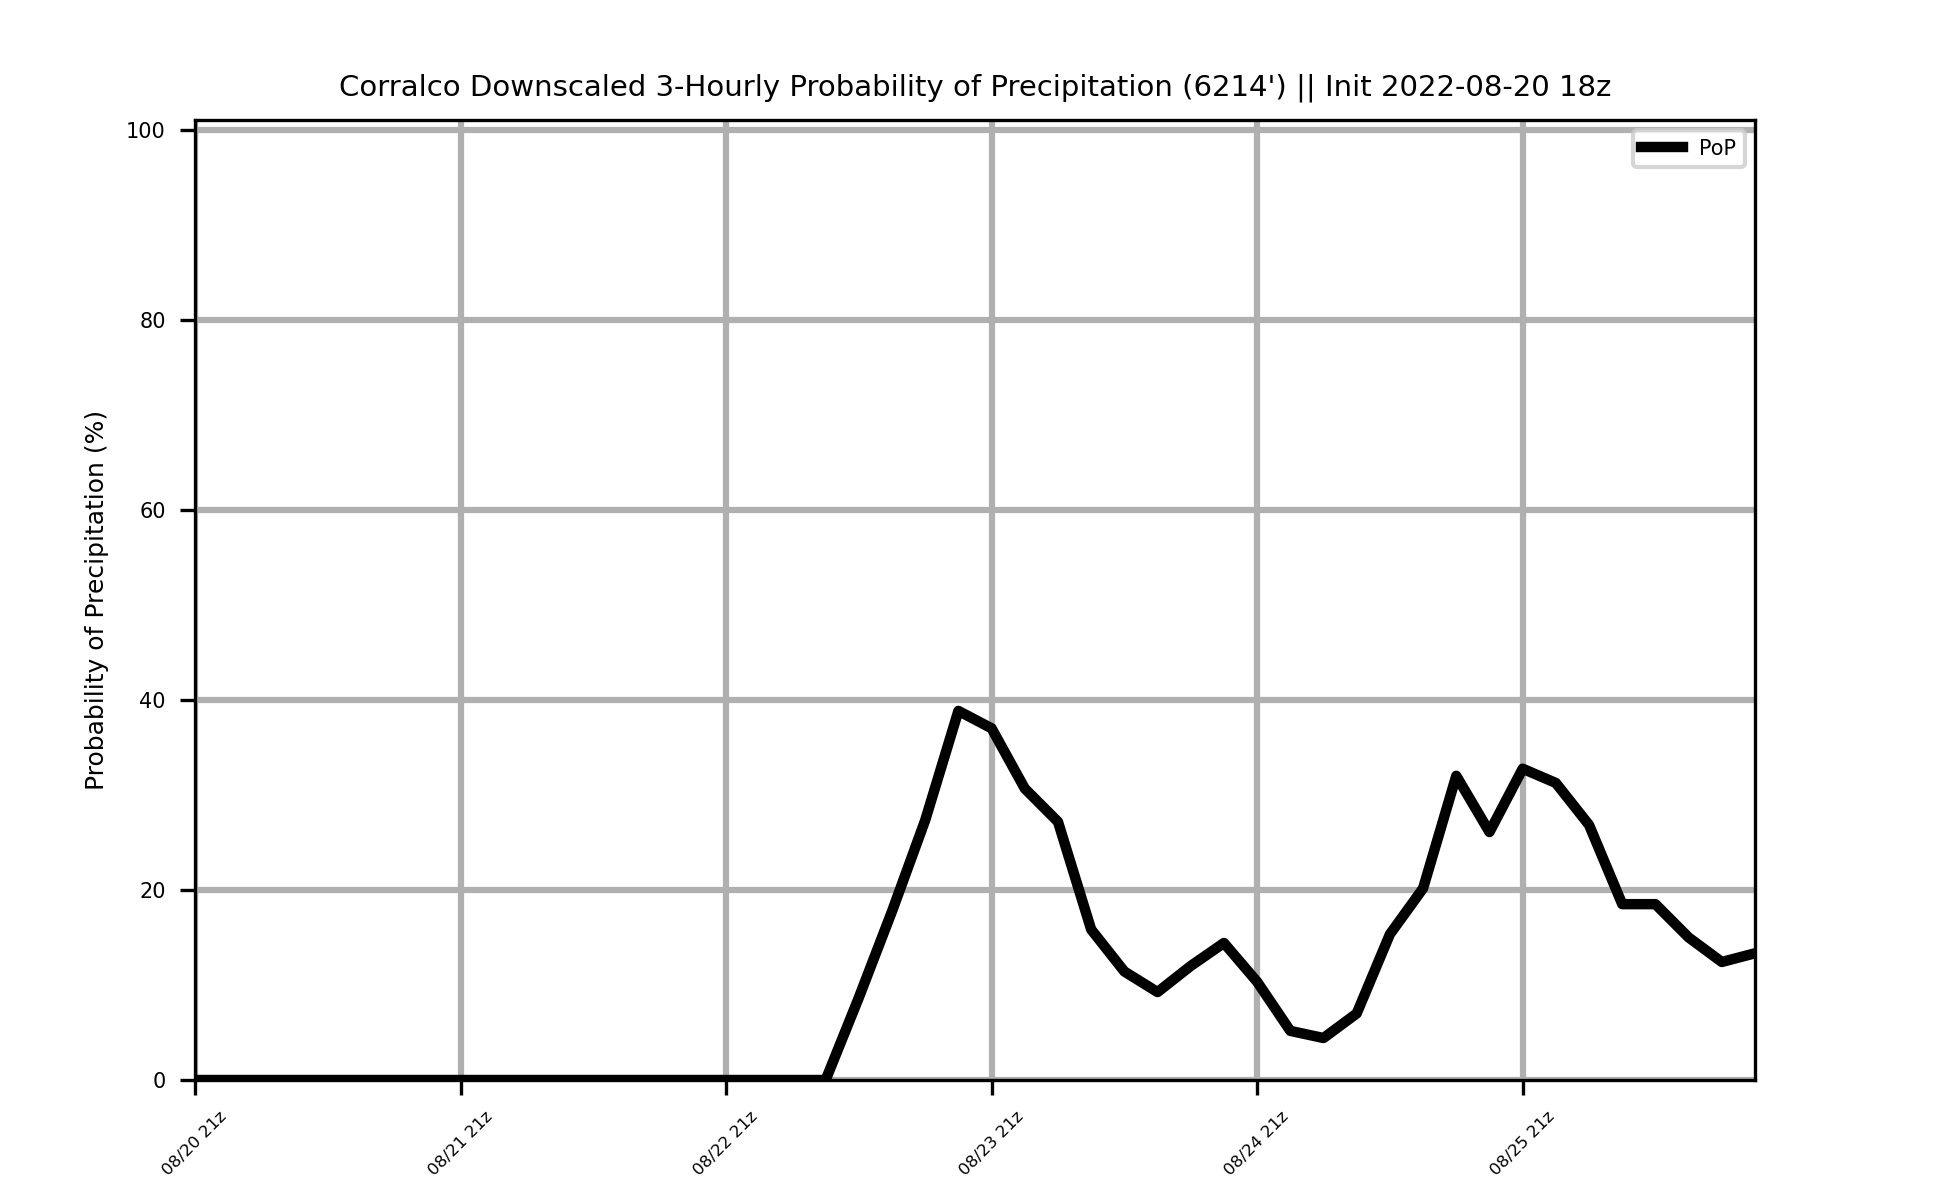 Corralco Downscaled 3-Hourly Probability of Precipitation (6214') || Init 2022-08-20 18z
PoP
Probability of Precipitation (%)
100
80
60
40
20
0
08/20 21z
08/21 21z
08/22 21z
08/23 21z
08/24 21z
08/25 21z